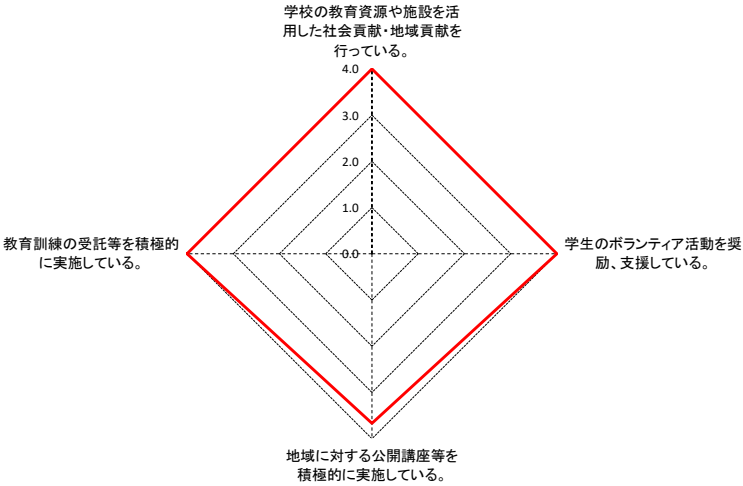 学校の教育資源や施設を活
用した社会貢献・地域貢献を
行っている。
4.0
3.0
2.0
1.0
0.0
学生のボランティア活動を奨
励、支援している。
地域に対する公開講座等を
積極的に実施している。
教育訓練の受託等を積極的
に実施している。